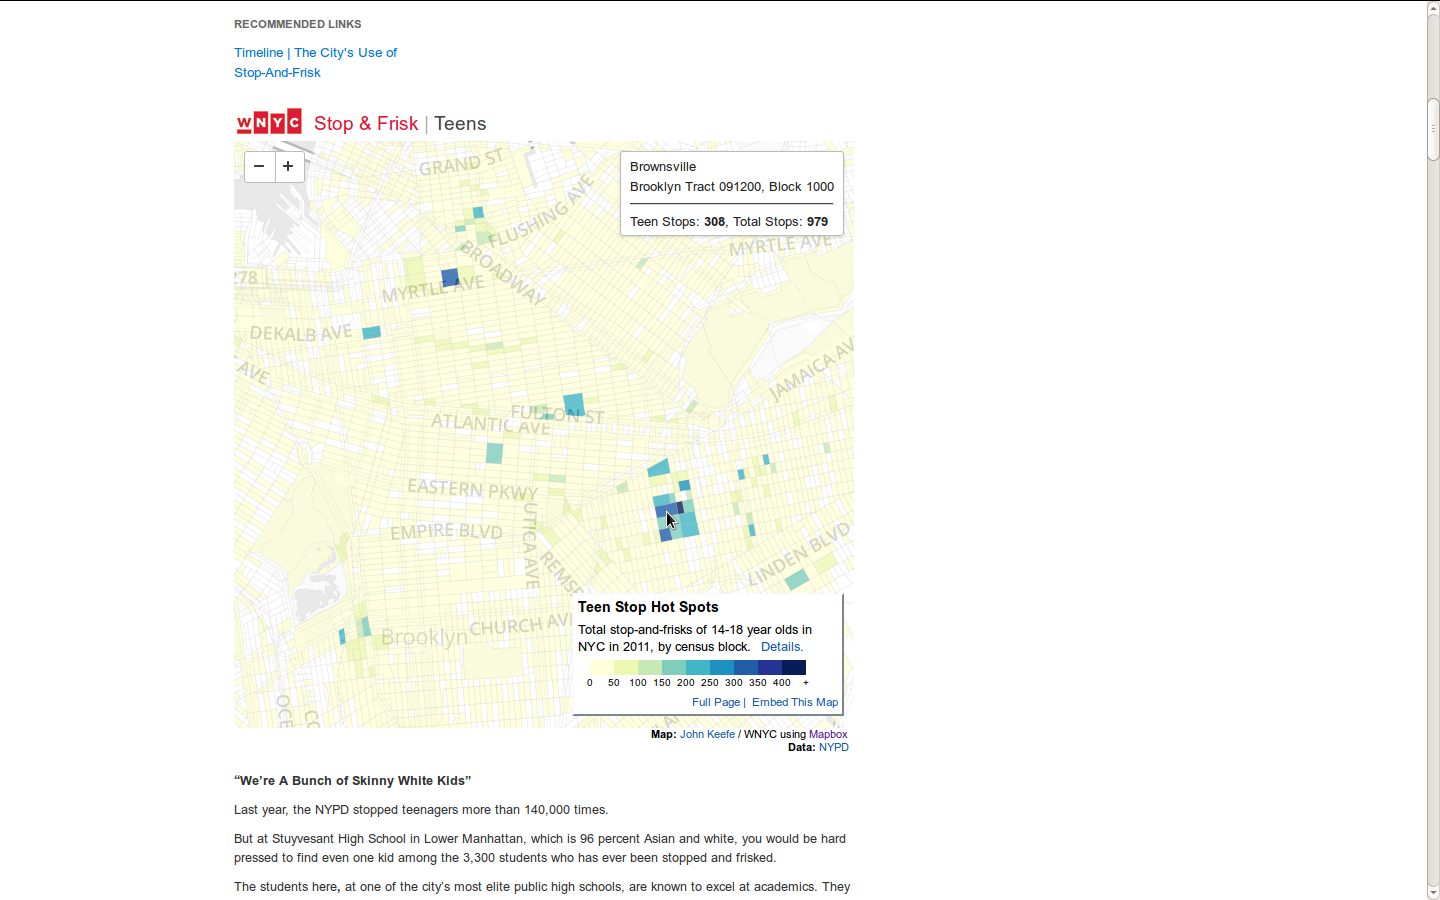 RECOMMENDED LINKS
Timeline | The City's Use of
Stop-And-Frisk
WNYC Stop & Frisk | Teens
− +
Brownsville
Brooklyn Tract 091200, Block 1000
Teen Stops: 308, Total Stops: 979
GRAND ST
FLUSHING AVE
BROADWAY
MYRTLE AVE
278
MYRTLE AVE
DEKALB AVE
AVE
JAMAICA AV
FULTON ST
ATLANTIC AVE
EASTERN PKWY
UTICA AVE
EMPIRE BLVD
LINDEN BLVD
REMSE
CHURCH AV
Brooklyn
OCE
CO
LA
Teen Stop Hot Spots
Total stop-and-frisks of 14-18 year olds in
NYC in 2011, by census block. Details.
0 50 100 150 200 250 300 350 400 +
Full Page | Embed This Map
Map: John Keefe / WNYC using Mapbox
Data: NYPD
“We’re A Bunch of Skinny White Kids”
Last year, the NYPD stopped teenagers more than 140,000 times.
But at Stuyvesant High School in Lower Manhattan, which is 96 percent Asian and white, you would be hard
pressed to find even one kid among the 3,300 students who has ever been stopped and frisked.
The students here, at one of the city’s most elite public high schools, are known to excel at academics. They